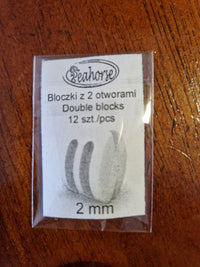 Seahorse
Bloczki z 2 otworami
Double blocks
12 szt./pcs
2 mm